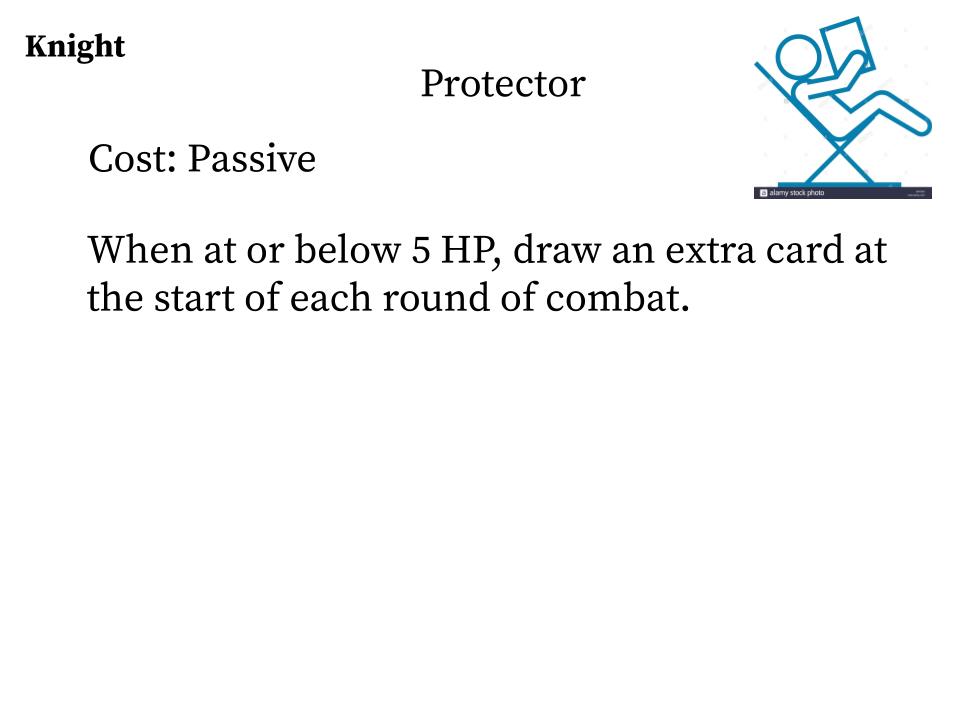 Knight
Protector
Cost: Passive
When at or below 5 HP, draw an extra card at
the start of each round of combat.
alamy stock photo